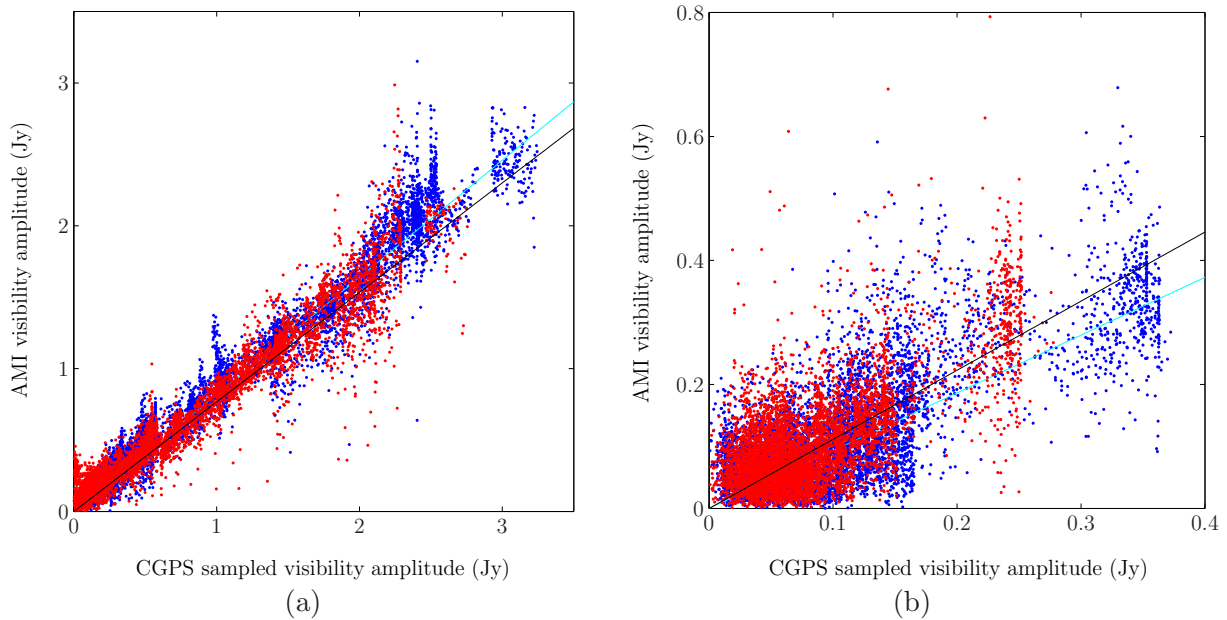 AMI visibility amplitude (Jy)
3
2
1
0
0 1 2 3
CGPS sampled visibility amplitude (Jy)
(a)
AMI visibility amplitude (Jy)
0.8
0.6
0.4
0.2
0
0 0.1 0.2 0.3 0.4
CGPS sampled visibility amplitude (Jy)
(b)